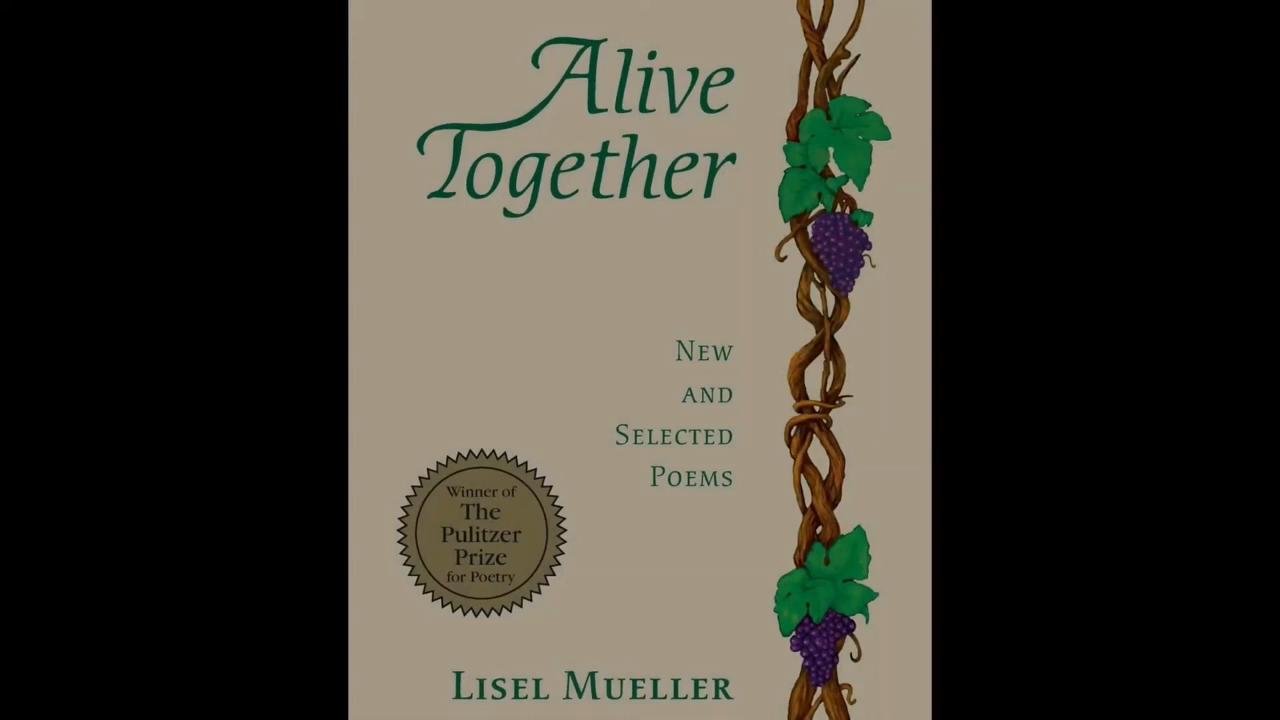 Alive
Together
New
and
Selected
Poems
Winner of
The
Pulitzer
Prize
for Poetry
Lisel Mueller